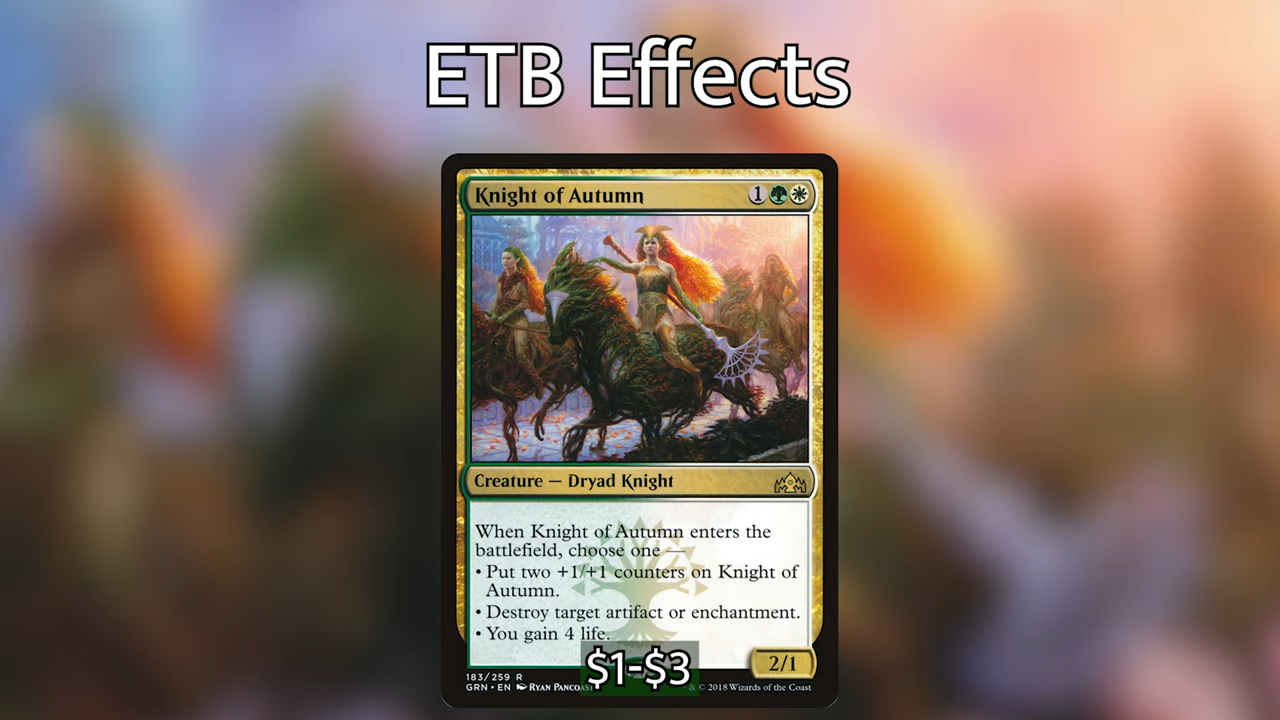 ETB Effects
Knight of Autumn 1
Creature — Dryad Knight
When Knight of Autumn enters the
battlefield, choose one —
• Put two +1/+1 counters on Knight of
Autumn.
• Destroy target artifact or enchantment.
• You gain 4 life.
$1-$3
2/1
183/259 R
GRN • EN RYAN PANCOAS & © 2018 Wizards of the Coast